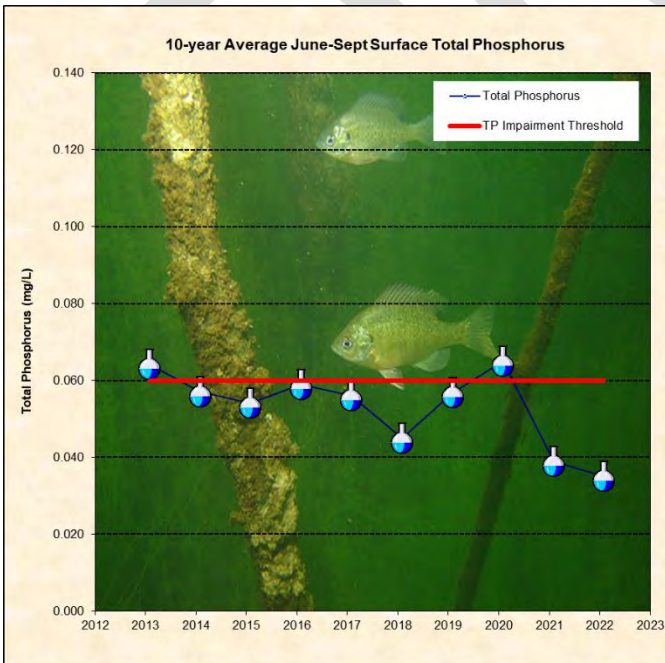 10-year Average June-Sept Surface Total Phosphorus
0.140
Total Phosphorus
TP Impairment Threshold
0.120
0.100
0.080
Total Phosphorus (mg/L)
0.060
0.040
0.020
0.000
2012 2013 2014 2015 2016 2017 2018 2019 2020 2021 2022 2023